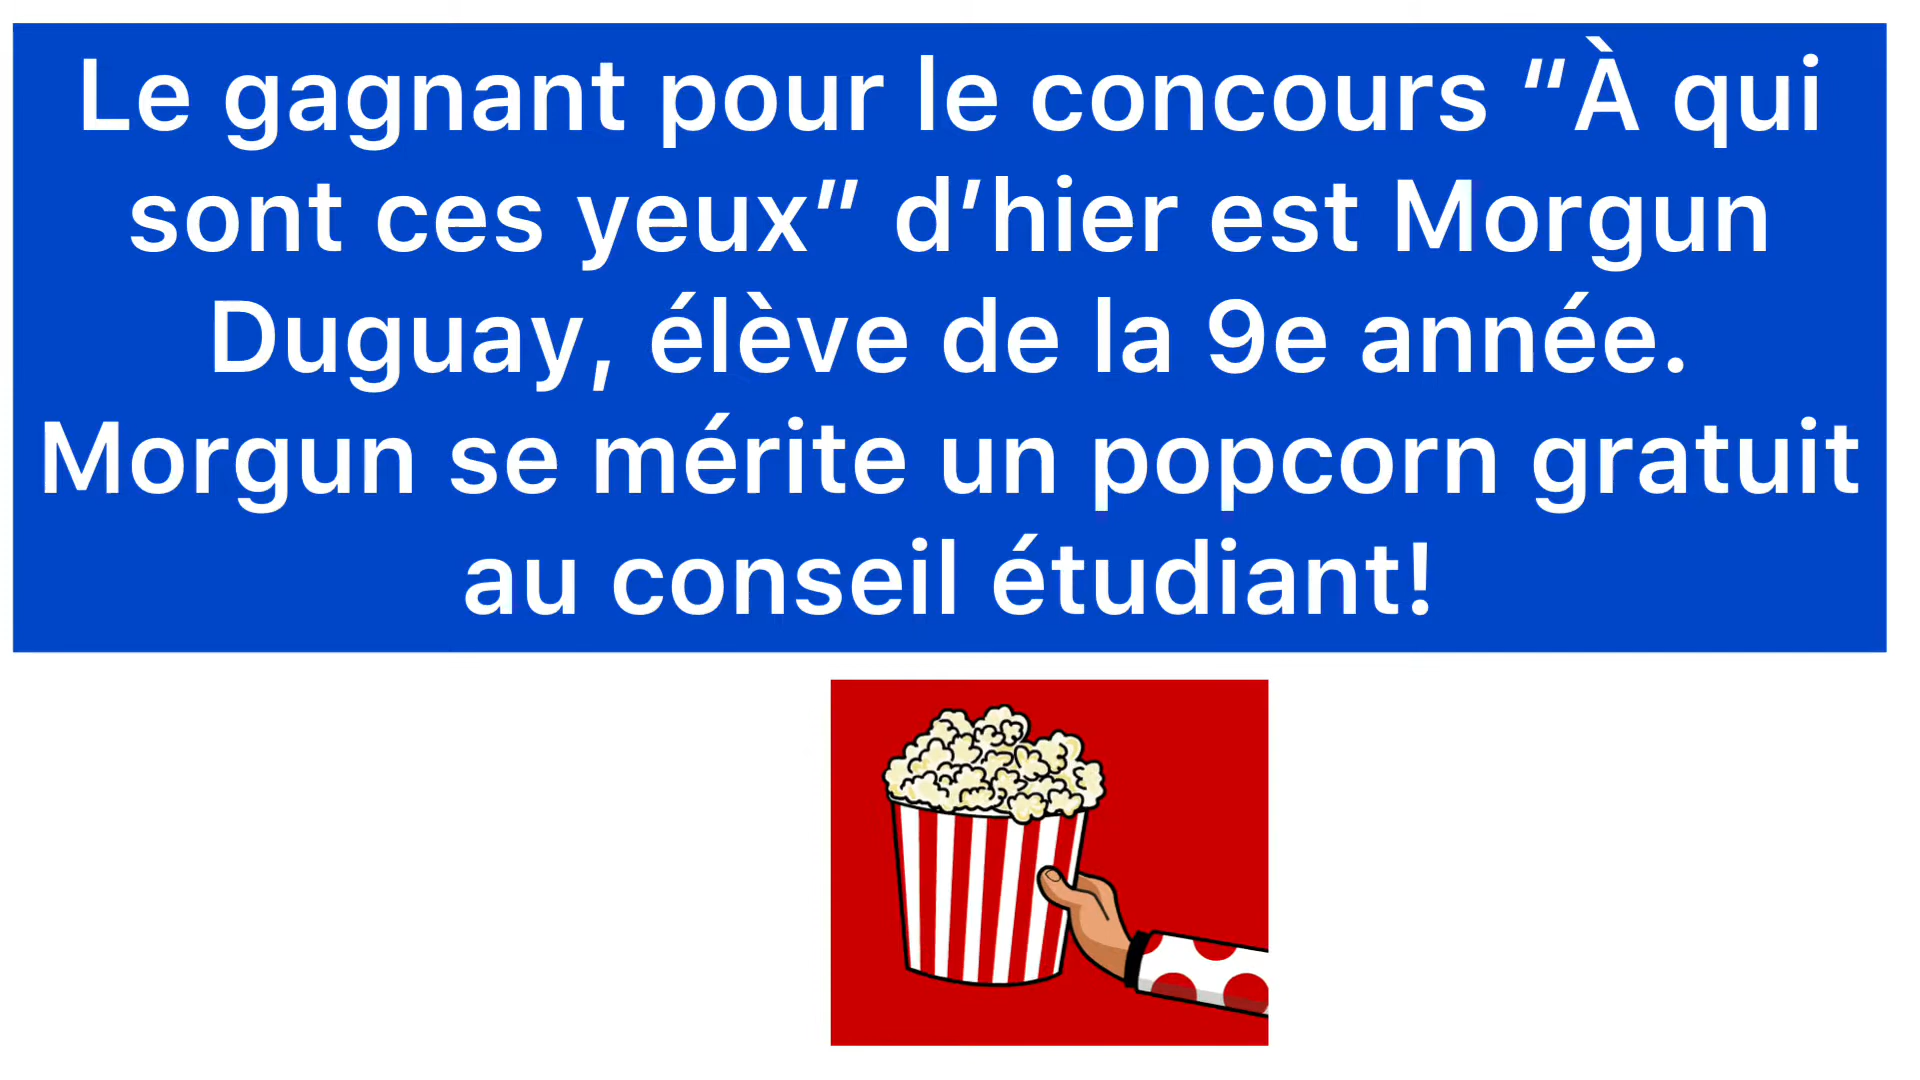 Le gagnant pour le concours “À qui
sont ces yeux” d’hier est Morgun
Duguay, élève de la 9e année.
Morgun se mérite un popcorn gratuit
au conseil étudiant!